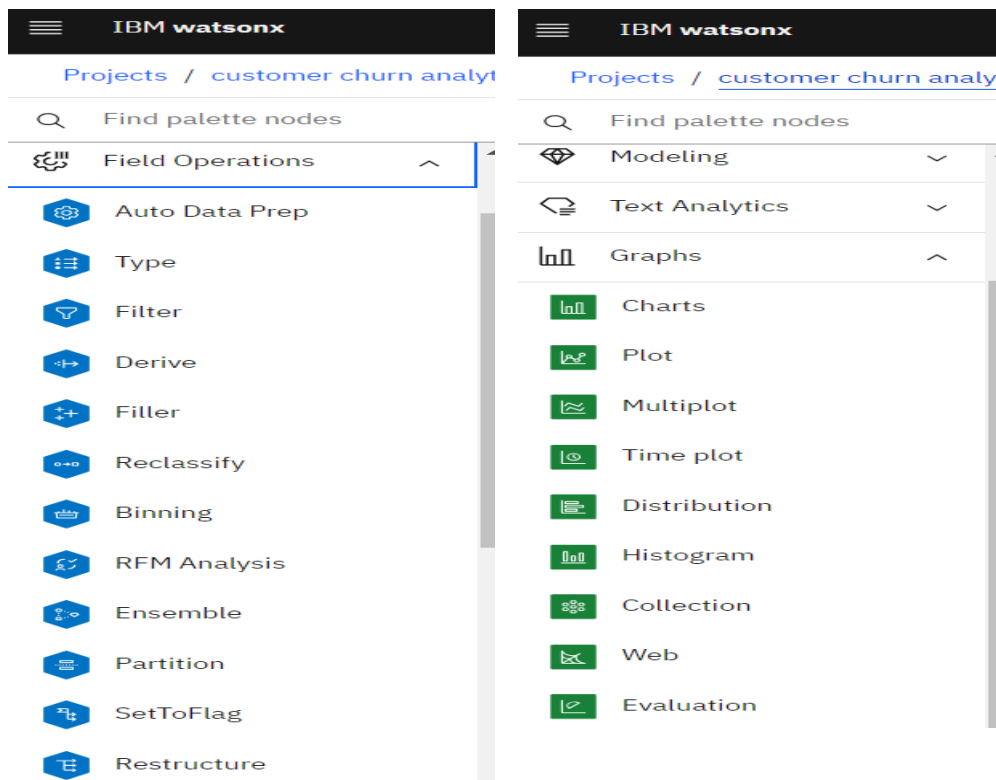 IBM watsonx
Projects / customer churn analyt
Find palette nodes
Field Operations
Auto Data Prep
Type
Filter
Derive
Filler
Reclassify
Binning
RFM Analysis
Ensemble
Partition
SetToFlag
Restructure
IBM watsonx
Projects / customer churn analy
Find palette nodes
Modeling
Text Analytics
Graphs
Charts
Plot
Multiplot
Time plot
Distribution
Histogram
Collection
Web
Evaluation